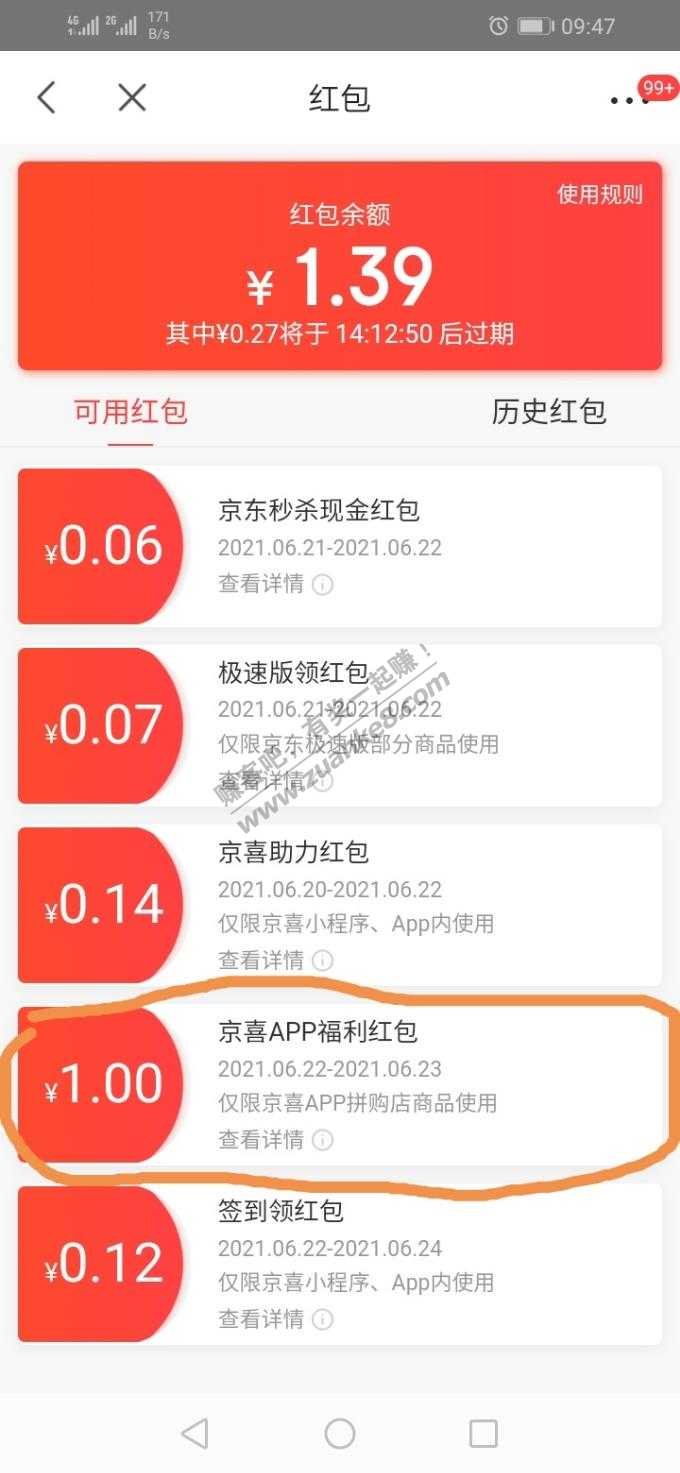 4G 2G 171 B/s 09:47
红包 99+
使用规则
红包余额
¥ 1.39
其中¥0.27将于 14:12:50 后过期
可用红包 历史红包
¥0.06
京东秒杀现金红包
2021.06.21-2021.06.22
查看详情
¥0.07
极速版领红包
2021.06.21-2021.06.22
仅限京东极速版部分商品使用
查看详情
赚客吧，有奖一起赚！
www.zuanke8.com
¥0.14
京喜助力红包
2021.06.20-2021.06.22
仅限京喜小程序、App内使用
查看详情
¥1.00
京喜APP福利红包
2021.06.22-2021.06.23
仅限京喜APP拼购店商品使用
查看详情
¥0.12
签到领红包
2021.06.22-2021.06.24
仅限京喜小程序、App内使用
查看详情